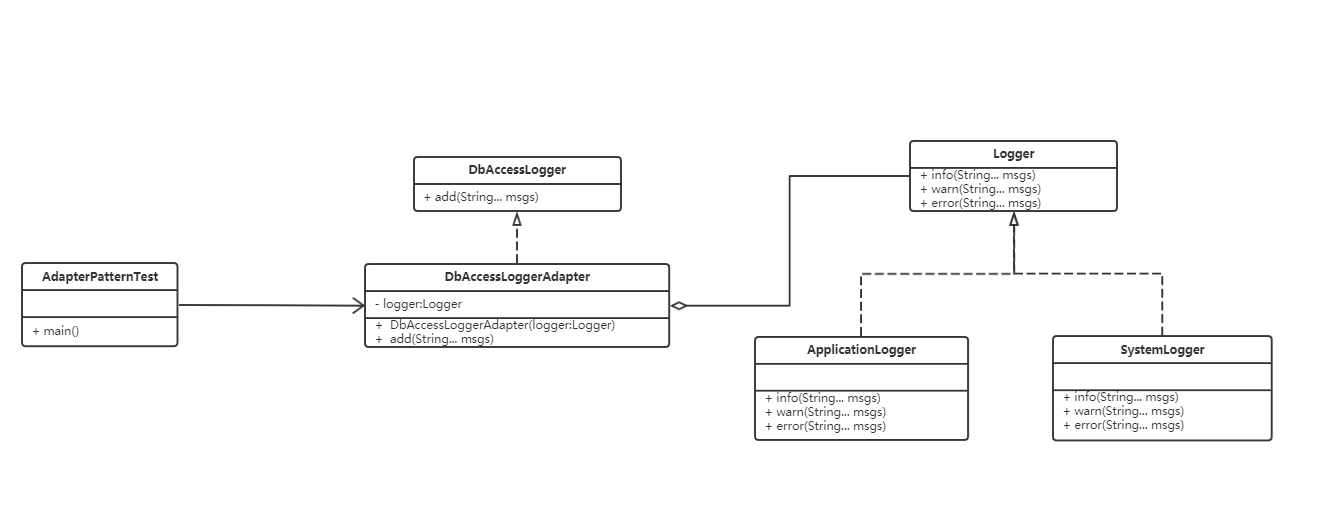 DbAccessLogger
+ add(String... msgs)
Logger
+ info(String... msgs)
+ warn(String... msgs)
+ error(String... msgs)
AdapterPatternTest
+ main()
DbAccessLoggerAdapter
- logger:Logger
+ DbAccessLoggerAdapter(logger:Logger)
+ add(String... msgs)
ApplicationLogger
+ info(String... msgs)
+ warn(String... msgs)
+ error(String... msgs)
SystemLogger
+ info(String... msgs)
+ warn(String... msgs)
+ error(String... msgs)